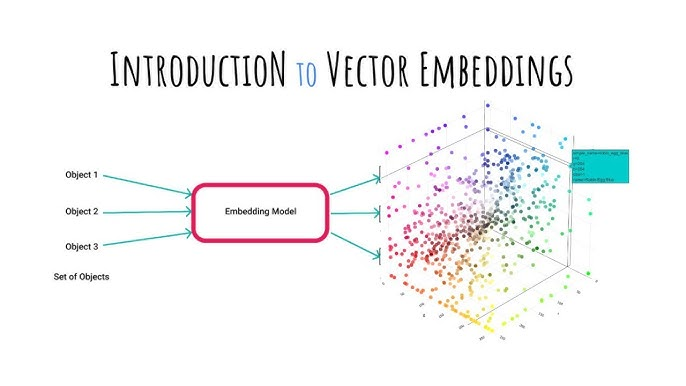 INTRODUCTION TO VECTOR EMBEDDINGS
Object 1
Object 2
Object 3
Set of Objects
Embedding Model